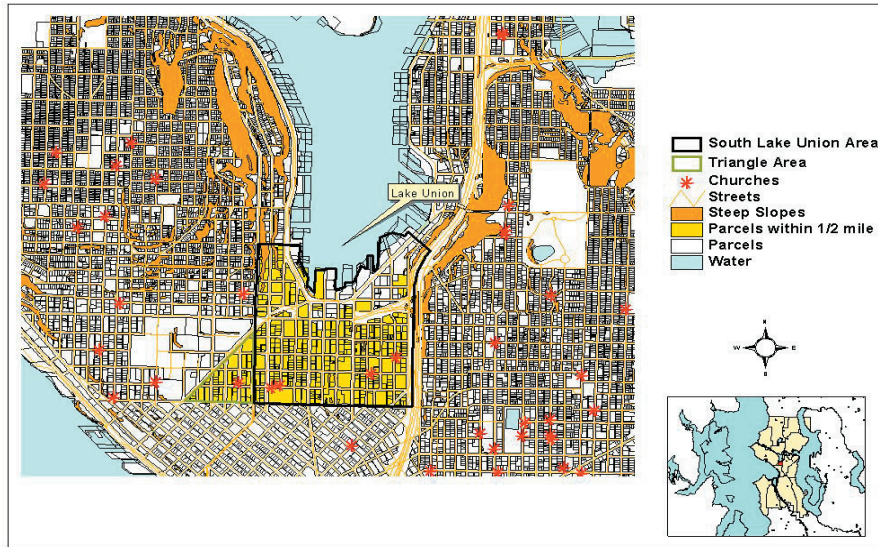 Lake Union
South Lake Union Area
Triangle Area
Churches
Streets
Steep Slopes
Parcels within 1/2 mile
Parcels
Water
N
W E
S